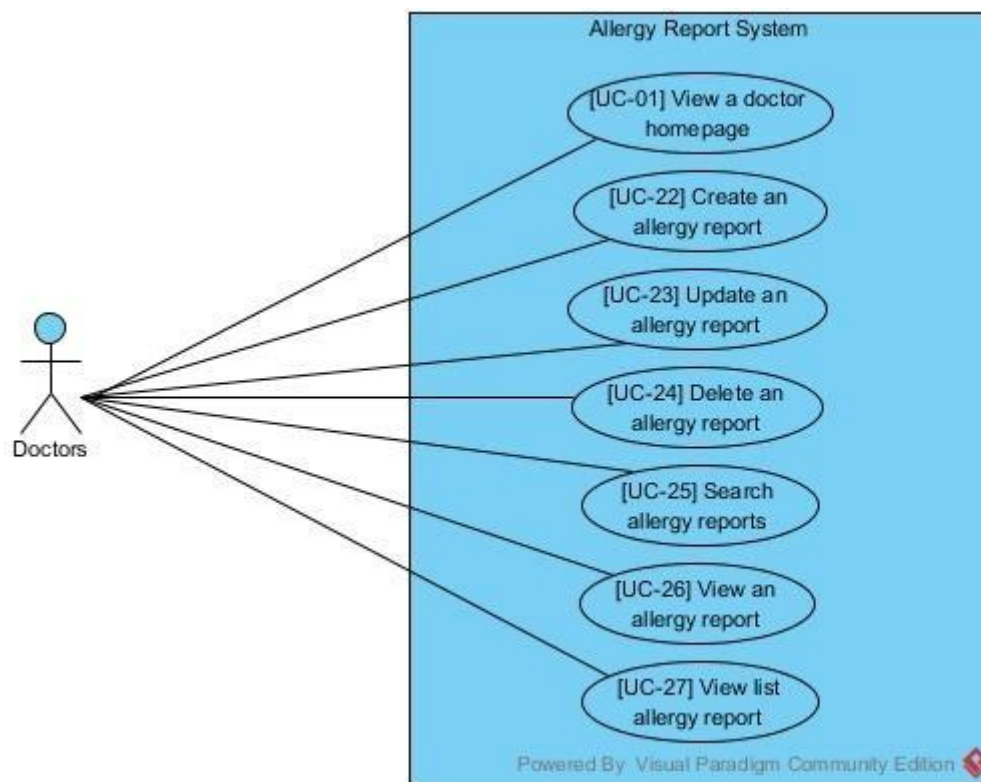 Allergy Report System
[UC-01] View a doctor
homepage
[UC-22] Create an
allergy report
[UC-23] Update an
allergy report
[UC-24] Delete an
allergy report
Doctors
[UC-25] Search
allergy reports
[UC-26] View an
allergy report
[UC-27] View list
allergy report
Powered By Visual Paradigm Community Edition